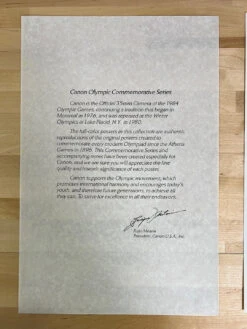 Canon Olympic Commemorative Series
Canon is the Official 35mm Camera of the 1984
Olympic Games, continuing a tradition that began in
Montreal in 1976, and was repeated at the Winter
Olympics at Lake Placid, N.Y. in 1980.
The full-color posters in this collection are authentic
reproductions of the original posters created to
commemorate every modern Olympiad since the Athens
Games in 1896. This Commemorative Series and
accompanying notes have been created especially for
Canon, and we are sure you will appreciate the fine
quality and historic significance of each poster.
Canon supports the Olympic movement, which
promotes international harmony and encourages today's
youth, and therefore future generations, to achieve all
they can. To strive for excellence in all their endeavors.
President, Canon U.S.A., Inc.